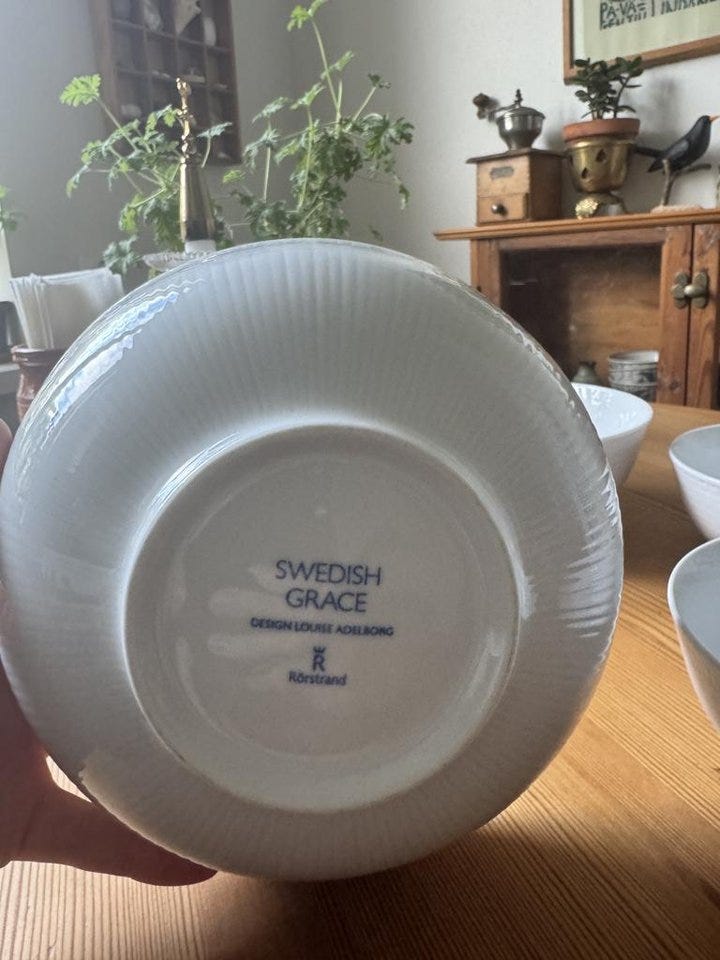 SWEDISH
GRACE
DESIGN LOUISE ADELBORG
R
Rörstrand